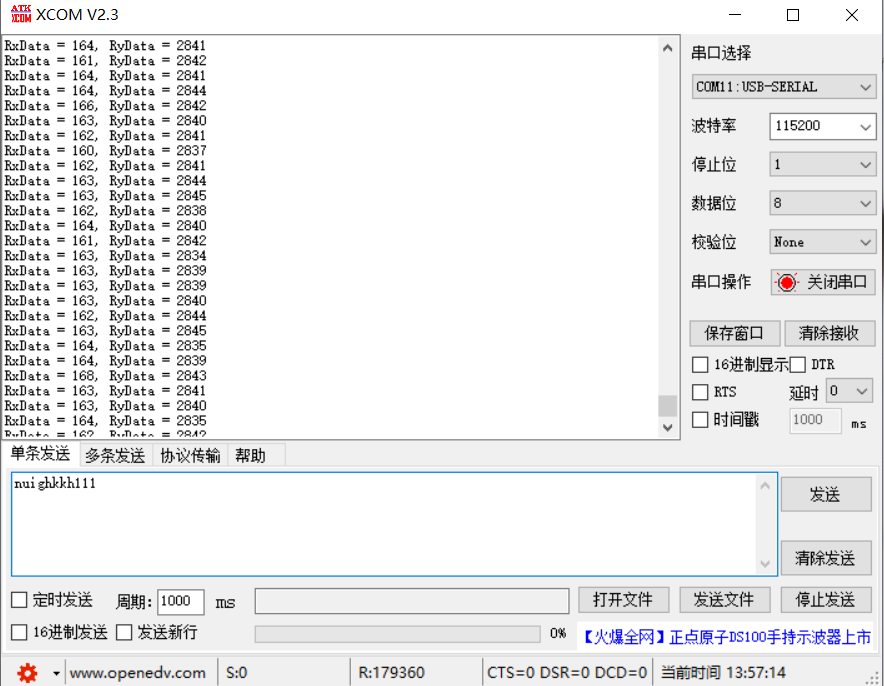 ATK XCOM XCOM V2.3
RxData = 164, RyData = 2841
RxData = 161, RyData = 2842
RxData = 164, RyData = 2841
RxData = 164, RyData = 2844
RxData = 166, RyData = 2842
RxData = 163, RyData = 2840
RxData = 162, RyData = 2841
RxData = 160, RyData = 2837
RxData = 162, RyData = 2841
RxData = 163, RyData = 2844
RxData = 163, RyData = 2845
RxData = 162, RyData = 2838
RxData = 164, RyData = 2840
RxData = 161, RyData = 2842
RxData = 163, RyData = 2834
RxData = 163, RyData = 2839
RxData = 163, RyData = 2839
RxData = 163, RyData = 2840
RxData = 162, RyData = 2844
RxData = 163, RyData = 2845
RxData = 164, RyData = 2835
RxData = 164, RyData = 2839
RxData = 168, RyData = 2843
RxData = 163, RyData = 2841
RxData = 163, RyData = 2840
RxData = 164, RyData = 2835
RxData = 162, RyData = 2842
串口选择
COM11:USB-SERIAL
波特率 115200
停止位 1
数据位 8
校验位 None
串口操作 关闭串口
保存窗口 清除接收
16进制显示 DTR
RTS 延时 0
时间戳 1000 ms
单条发送 多条发送 协议传输 帮助
nuighkkh111
发送
清除发送
定时发送 周期: 1000 ms 打开文件 发送文件 停止发送
16进制发送 发送新行 0% 【火爆全网】正点原子DS100手持示波器上市
www.openedv.com S:0 R:179360 CTS=0 DSR=0 DCD=0 当前时间 13:57:14